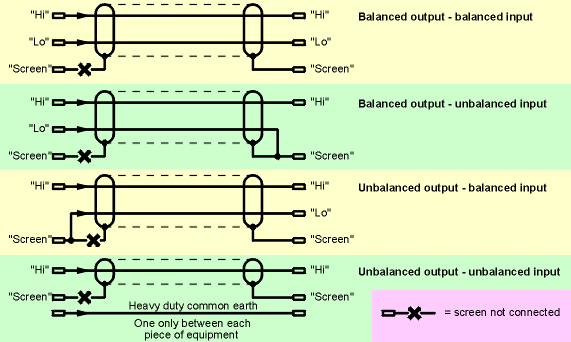 "Hi" "Hi" Balanced output - balanced input
"Lo" "Lo"
"Screen" "Screen"
"Hi" "Hi" Balanced output - unbalanced input
"Lo"
"Screen" "Screen"
"Hi" "Hi" Unbalanced output - balanced input
"Lo"
"Screen" "Screen"
"Hi" "Hi" Unbalanced output - unbalanced input
"Screen" "Screen"
Heavy duty common earth
One only between each
piece of equipment
= screen not connected